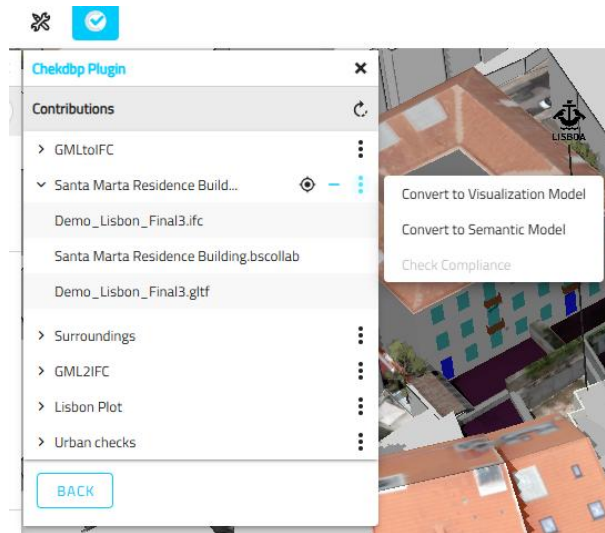 Chekdbp Plugin
Contributions
GMLtoIFC
Santa Marta Residence Build...
Demo_Lisbon_Final3.ifc
Santa Marta Residence Building.bscollab
Demo_Lisbon_Final3.gltf
Surroundings
GML2IFC
Lisbon Plot
Urban checks
BACK
Convert to Visualization Model
Convert to Semantic Model
Check Compliance
LISBOA